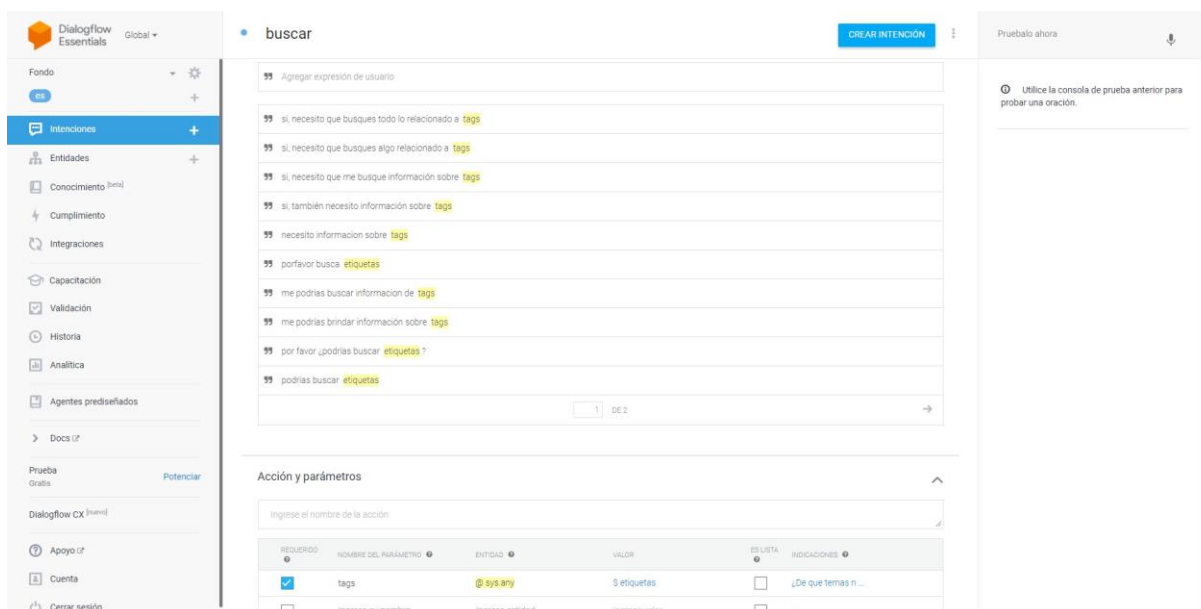 Dialogflow
Essentials
Global
Fondo
es
Intenciones
Entidades
Conocimiento [beta]
Cumplimiento
Integraciones
Capacitación
Validación
Historia
Analítica
Agentes prediseñados
Docs
Prueba
Gratis
Potenciar
Dialogflow CX [nuevo]
Apoyo
Cuenta
Cerrar sesión
buscar
CREAR INTENCIÓN
Agregar expresión de usuario
si, necesito que busques todo lo relacionado a tags
si, necesito que busques algo relacionado a tags
si, necesito que me busque información sobre tags
si, también necesito información sobre tags
necesito informacion sobre tags
porfavor busca etiquetas
me podrias buscar informacion de tags
me podrías brindar información sobre tags
por favor ¿podrías buscar etiquetas ?
podrías buscar etiquetas
1 DE 2
Acción y parámetros
Ingrese el nombre de la acción
REQUERIDO NOMBRE DEL PARÁMETRO ENTIDAD VALOR ES LISTA INDICACIONES
tags @ sys.any S etiquetas ¿De que temas n ...
Pruebalo ahora
Utilice la consola de prueba anterior para
probar una oración.